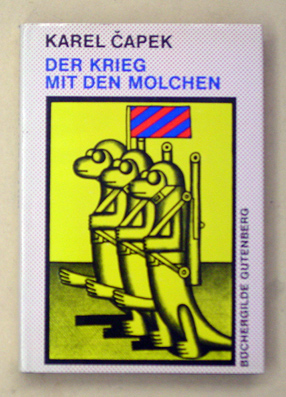 KAREL ČAPEK
DER KRIEG
MIT DEN MOLCHEN
BÜCHERGILDE GUTENBERG